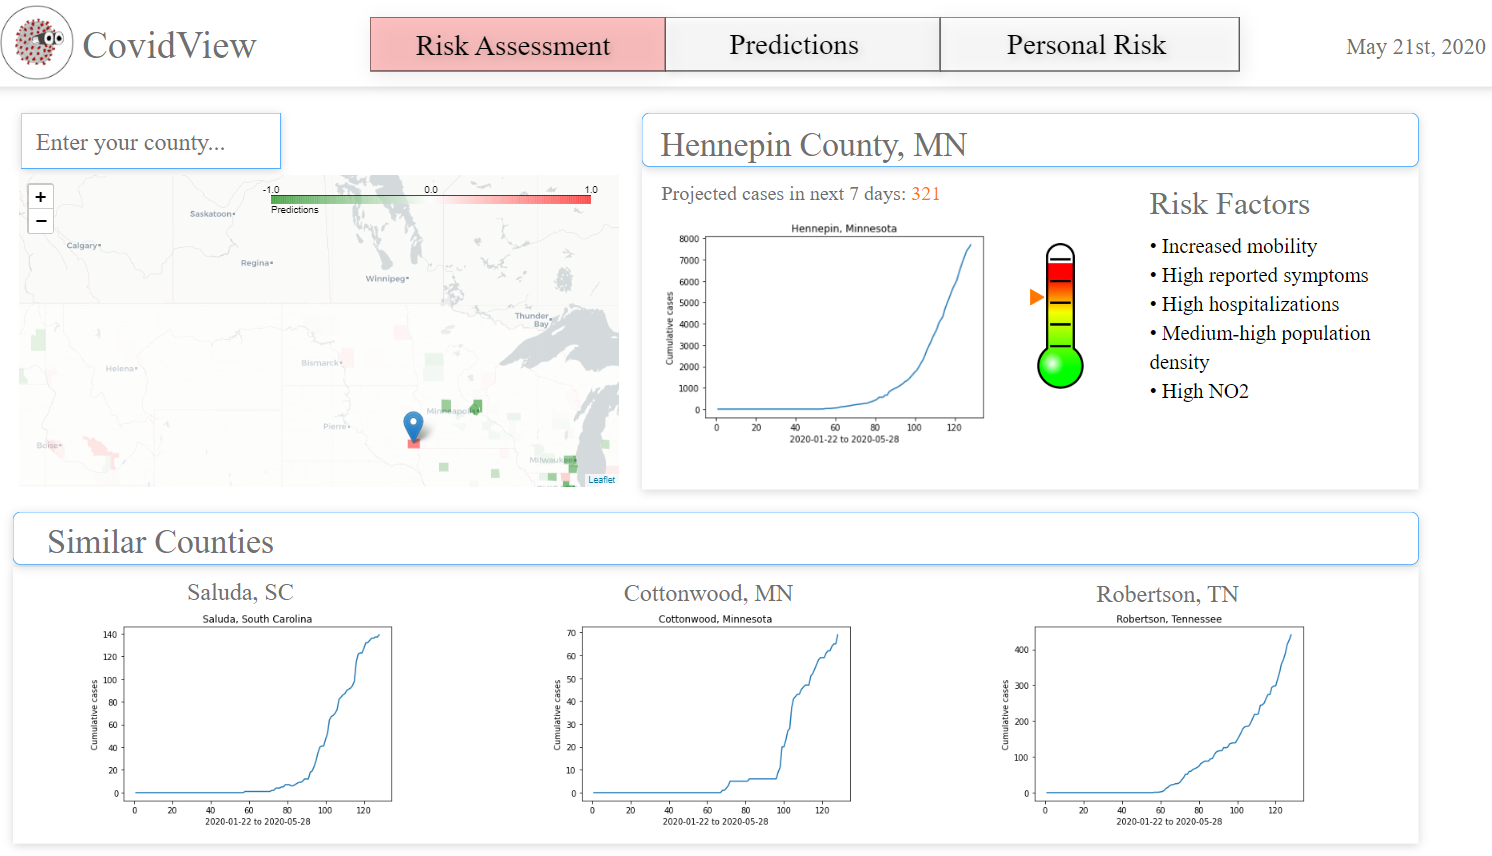 CovidView
Risk Assessment
Predictions
Personal Risk
May 21st, 2020
Enter your county...
+
−
-1.0 0.0 1.0
Predictions
Saskatoon
Calgary
Regina
Winnipeg
Thunder
Bay
Helena
Bismarck
Minneapolis
Pierre
Boise
Milwaukee
Leaflet
Hennepin County, MN
Projected cases in next 7 days: 321
Hennepin, Minnesota
8000
7000
6000
5000
4000
3000
2000
1000
0
Cumulative cases
0 20 40 60 80 100 120
2020-01-22 to 2020-05-28
Risk Factors
• Increased mobility
• High reported symptoms
• High hospitalizations
• Medium-high population
density
• High NO2
Similar Counties
Saluda, SC
Saluda, South Carolina
140
120
100
80
60
40
20
0
Cumulative cases
0 20 40 60 80 100 120
2020-01-22 to 2020-05-28
Cottonwood, MN
Cottonwood, Minnesota
70
60
50
40
30
20
10
0
Cumulative cases
0 20 40 60 80 100 120
2020-01-22 to 2020-05-28
Robertson, TN
Robertson, Tennessee
400
300
200
100
0
Cumulative cases
0 20 40 60 80 100 120
2020-01-22 to 2020-05-28